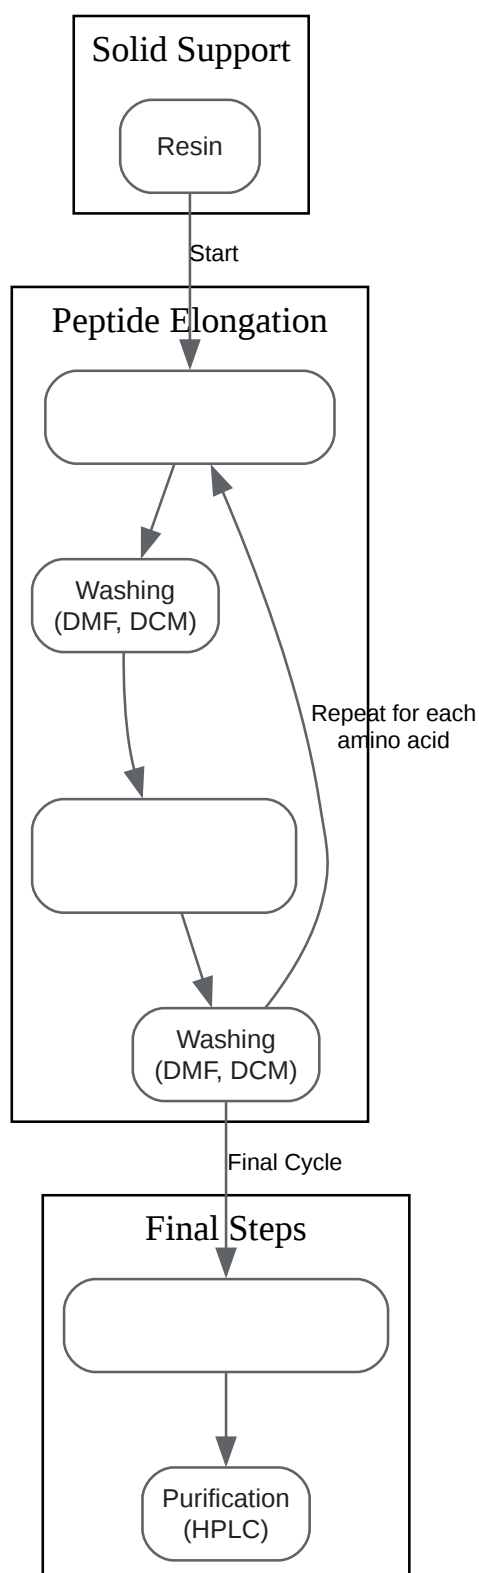 Solid Support
Resin
Start
Peptide Elongation
Washing
(DMF, DCM)
Repeat for each
amino acid
Washing
(DMF, DCM)
Final Cycle
Final Steps
Purification
(HPLC)